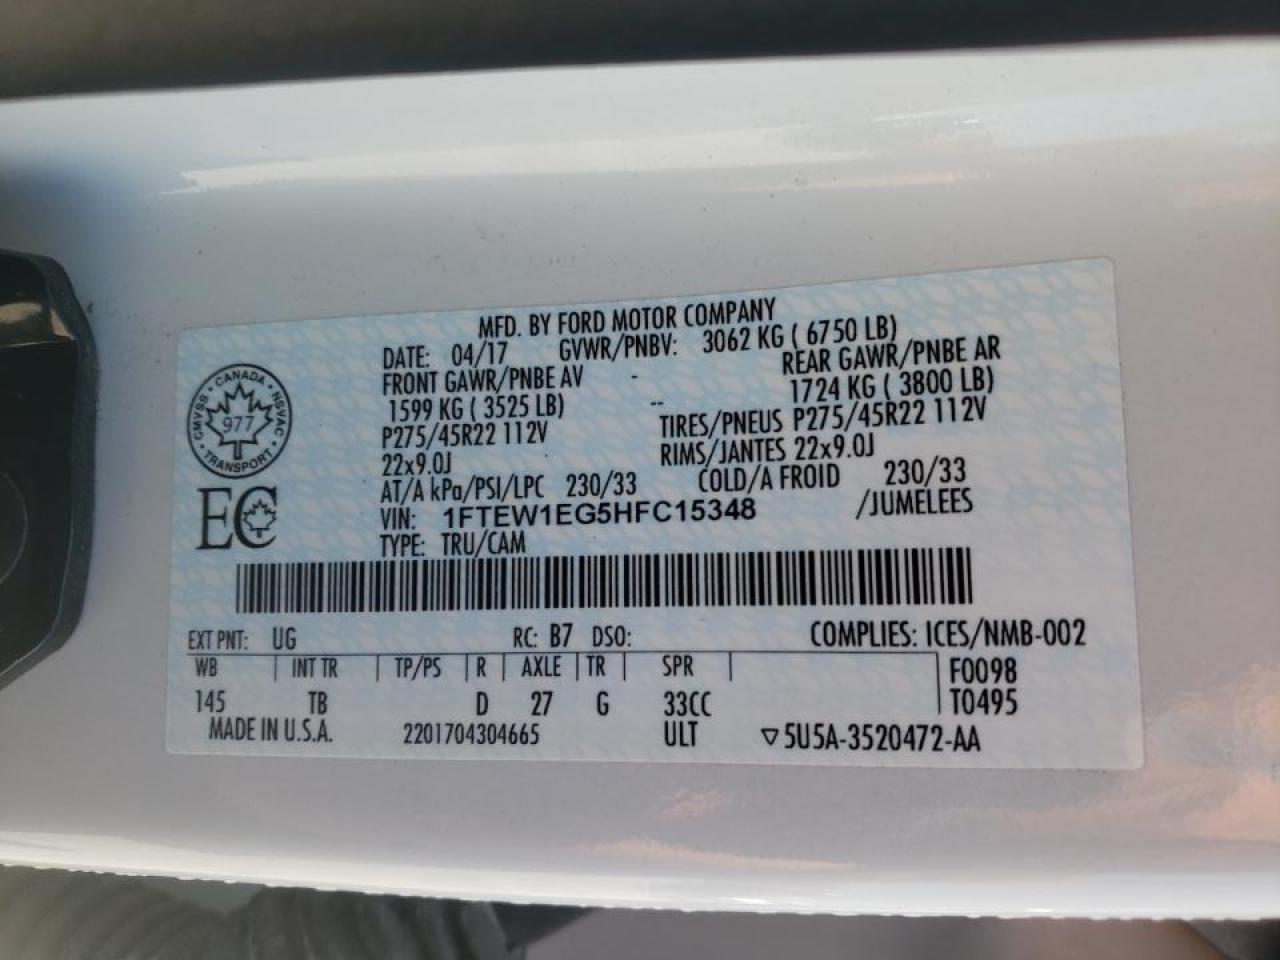 MFD. BY FORD MOTOR COMPANY
DATE: 04/17 GVWR/PNBV: 3062 KG ( 6750 LB)
FRONT GAWR/PNBE AV - REAR GAWR/PNBE AR
1599 KG ( 3525 LB) -- 1724 KG ( 3800 LB)
P275/45R22 112V TIRES/PNEUS P275/45R22 112V
22x9.0J RIMS/JANTES 22x9.0J
AT/A kPa/PSI/LPC 230/33 COLD/A FROID 230/33
VIN: 1FTEW1EG5HFC15348 /JUMELEES
TYPE: TRU/CAM
CANADA
CMVSS 977 NSVAC
TRANSPORT
EC
EXT PNT: UG RC: B7 DSO: COMPLIES: ICES/NMB-002
WB INT TR TP/PS R AXLE TR SPR F0098
145 TB D 27 G 33CC T0495
MADE IN U.S.A. 2201704304665 ULT ▽5U5A-3520472-AA